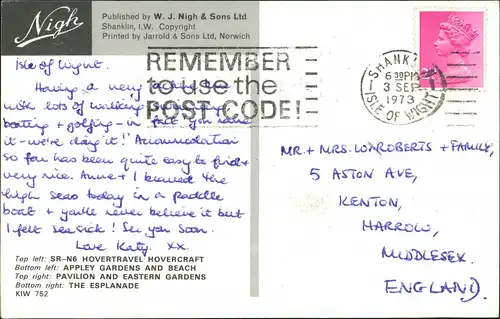 Nigh
Published by W. J. Nigh & Sons Ltd
Shanklin, I.W. Copyright
Printed by Jarrold & Sons Ltd, Norwich
REMEMBER
to use the
POST CODE!
SHANKLIN
6 30PM
3 SEP
1973
ISLE OF WIGHT
Isle of Wight.
Having a very
with lots of walking
boating + golfing - in fact you name
it - we're doing it! Accommodation
so far has been quite easy to find +
very nice. Anne + I braved the
high seas today in a paddle
boat + you'll never believe it but
I felt seasick! See you soon.
Love Katy. xx.
MR + MRS. ROBERTS + FAMILY,
5 ASTON AVE,
KENTON,
HARROW,
MIDDLESEX.
ENGLAND.
Top left: SR-N6 HOVERTRAVEL HOVERCRAFT
Bottom left: APPLEY GARDENS AND BEACH
Top right: PAVILION AND EASTERN GARDENS
Bottom right: THE ESPLANADE
KIW 752